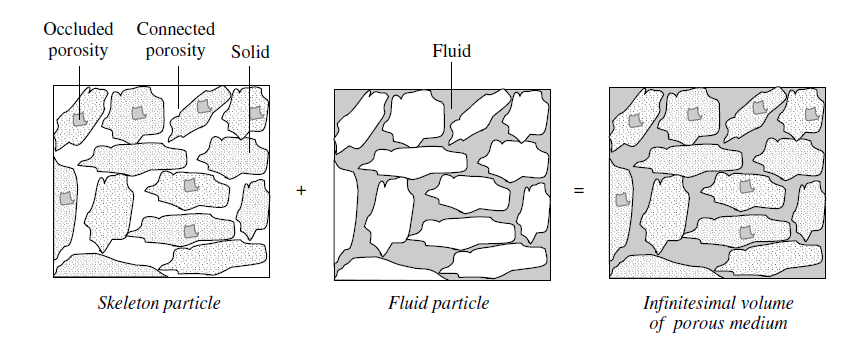 Occluded
porosity
Connected
porosity
Solid
Fluid
+
=
Skeleton particle
Fluid particle
Infinitesimal volume
of porous medium